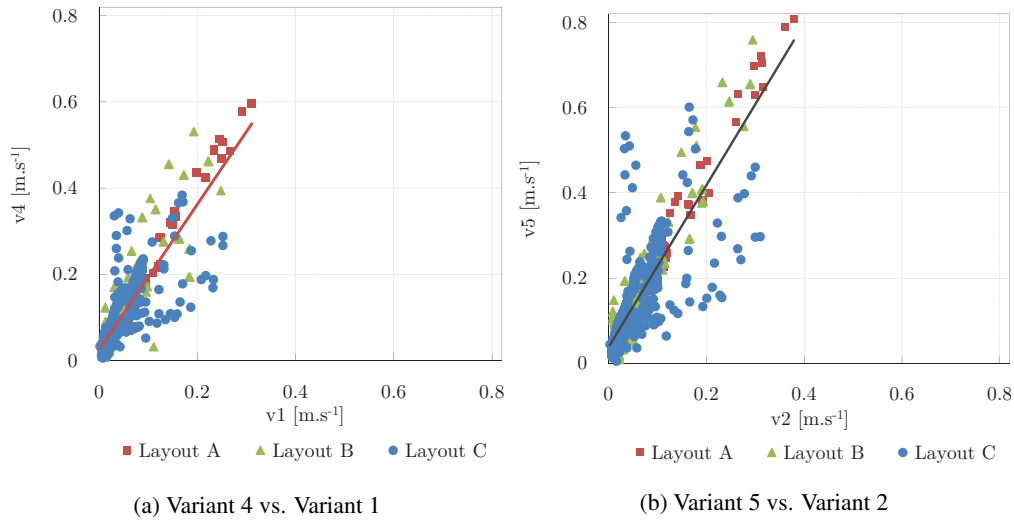 0.8
0.6
0.4
0.2
0
v4 [m.s⁻¹]
0 0.2 0.4 0.6 0.8
v1 [m.s⁻¹]
Layout A Layout B Layout C
(a) Variant 4 vs. Variant 1
0.8
0.6
0.4
0.2
0
v5 [m.s⁻¹]
0 0.2 0.4 0.6 0.8
v2 [m.s⁻¹]
Layout A Layout B Layout C
(b) Variant 5 vs. Variant 2